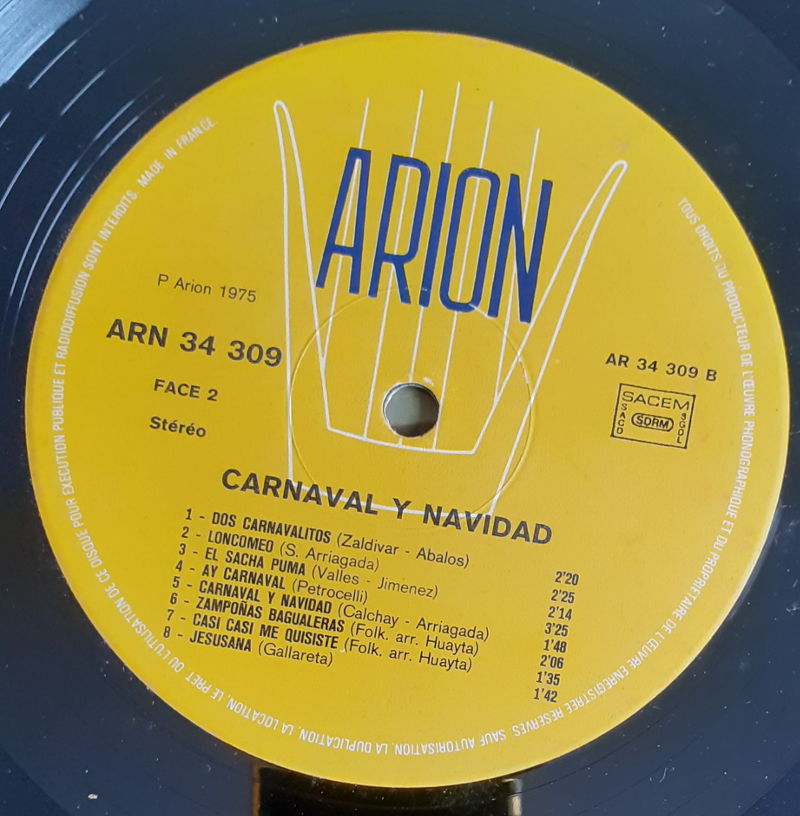 ARION
P Arion 1975
ARN 34 309
FACE 2
Stéréo
AR 34 309 B
SACEM
SACD
SDRM
SGDL
CARNAVAL Y NAVIDAD
1 - DOS CARNAVALITOS (Zaldivar - Abalos) 2'20
2 - LONCOMEO (S. Arriagada) 2'25
3 - EL SACHA PUMA (Valles - Jimenez) 2'14
4 - AY CARNAVAL (Petrocelli) 3'25
5 - CARNAVAL Y NAVIDAD (Calchay - Arriagada) 1'48
6 - ZAMPOÑAS BAGUALERAS (Folk. arr. Huayta) 2'06
7 - CASI CASI ME QUISISTE (Folk. arr. Huayta) 1'35
8 - JESUSANA (Gallareta) 1'42
TOUS DROITS DU PRODUCTEUR DE L'ŒUVRE PHONOGRAPHIQUE ET DU PROPRIETAIRE DE L'ŒUVRE ENREGISTREE RESERVES. SAUF AUTORISATION, LA DUPLICATION, LA LOCATION, LE PRET OU L'UTILISATION DE CE DISQUE POUR EXECUTION PUBLIQUE ET RADIODIFFUSION SONT INTERDITS. MADE IN FRANCE